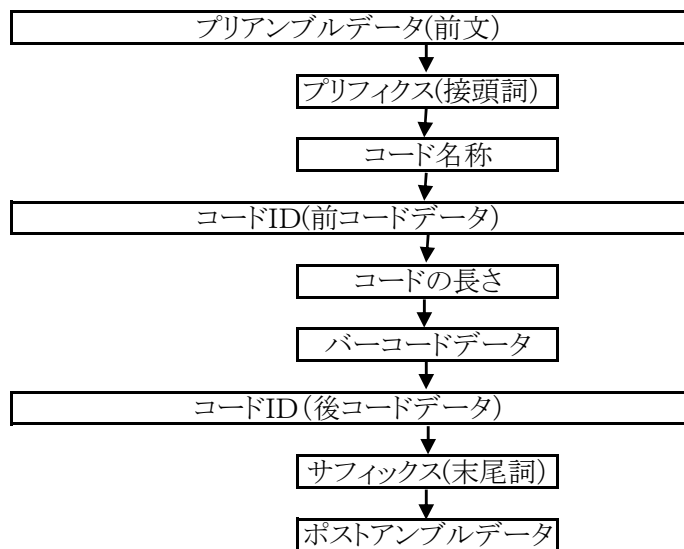 プリアンブルデータ(前文)
プリフィクス(接頭詞)
コード名称
コードID(前コードデータ)
コードの長さ
バーコードデータ
コードID(後コードデータ)
サフィックス(末尾詞)
ポストアンブルデータ